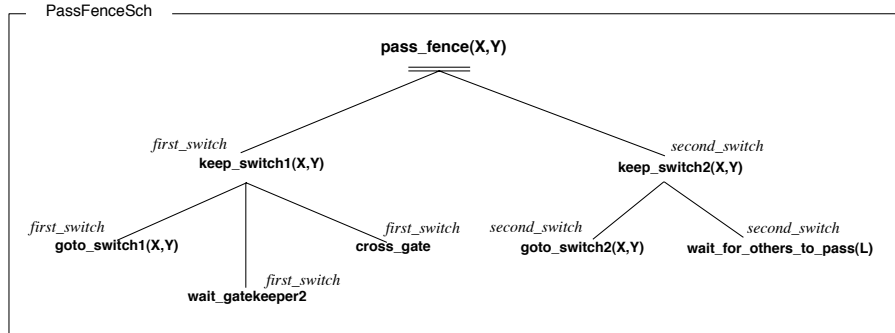 PassFenceSch
pass_fence(X,Y)
first_switch
keep_switch1(X,Y)
second_switch
keep_switch2(X,Y)
first_switch
goto_switch1(X,Y)
first_switch
wait_gatekeeper2
first_switch
cross_gate
second_switch
goto_switch2(X,Y)
second_switch
wait_for_others_to_pass(L)